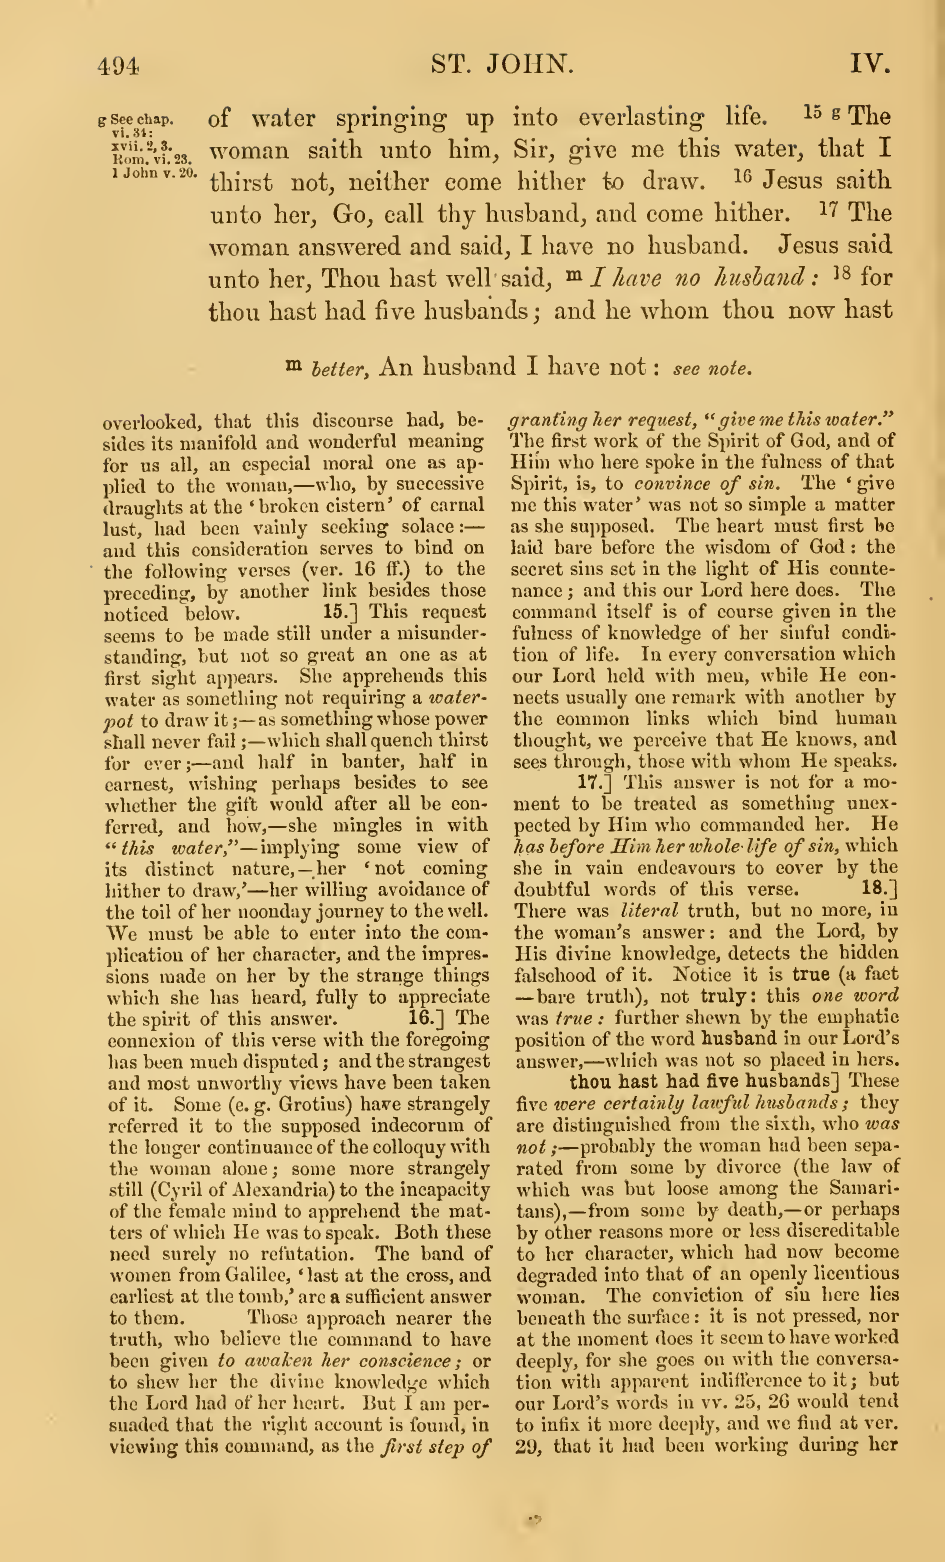 494
ST. JOHN.
IV.
g See chap.
vi. 34:
xvii. 2, 3.
Rom. vi. 23.
1 John v. 20.
of water springing up into everlasting life. 15 g The
woman saith unto him, Sir, give me this water, that I
thirst not, neither come hither to draw. 16 Jesus saith
unto her, Go, call thy husband, and come hither. 17 The
woman answered and said, I have no husband. Jesus said
unto her, Thou hast well said, m I have no husband: 18 for
thou hast had five husbands; and he whom thou now hast
m better, An husband I have not: see note.
overlooked, that this discourse had, be-
sides its manifold and wonderful meaning
for us all, an especial moral one as ap-
plied to the woman,—who, by successive
draughts at the ‘broken cistern’ of carnal
lust, had been vainly seeking solace:—
and this consideration serves to bind on
the following verses (ver. 16 ff.) to the
preceding, by another link besides those
noticed below. 15.] This request
seems to be made still under a misunder-
standing, but not so great an one as at
first sight appears. She apprehends this
water as something not requiring a water-
pot to draw it;—as something whose power
shall never fail;—which shall quench thirst
for ever;—and half in banter, half in
earnest, wishing perhaps besides to see
whether the gift would after all be con-
ferred, and how,—she mingles in with
“this water,”—implying some view of
its distinct nature,—her ‘not coming
hither to draw,’—her willing avoidance of
the toil of her noonday journey to the well.
We must be able to enter into the com-
plication of her character, and the impres-
sions made on her by the strange things
which she has heard, fully to appreciate
the spirit of this answer. 16.] The
connexion of this verse with the foregoing
has been much disputed; and the strangest
and most unworthy views have been taken
of it. Some (e. g. Grotius) have strangely
referred it to the supposed indecorum of
the longer continuance of the colloquy with
the woman alone; some more strangely
still (Cyril of Alexandria) to the incapacity
of the female mind to apprehend the mat-
ters of which He was to speak. Both these
need surely no refutation. The band of
women from Galilee, ‘last at the cross, and
earliest at the tomb,’ are a sufficient answer
to them. Those approach nearer the
truth, who believe the command to have
been given to awaken her conscience; or
to shew her the divine knowledge which
the Lord had of her heart. But I am per-
suaded that the right account is found, in
viewing this command, as the first step of
granting her request, “give me this water.”
The first work of the Spirit of God, and of
Him who here spoke in the fulness of that
Spirit, is, to convince of sin. The ‘give
me this water’ was not so simple a matter
as she supposed. The heart must first be
laid bare before the wisdom of God: the
secret sins set in the light of His counte-
nance; and this our Lord here does. The
command itself is of course given in the
fulness of knowledge of her sinful condi-
tion of life. In every conversation which
our Lord held with men, while He con-
nects usually one remark with another by
the common links which bind human
thought, we perceive that He knows, and
sees through, those with whom He speaks.
17.] This answer is not for a mo-
ment to be treated as something unex-
pected by Him who commanded her. He
has before Him her whole life of sin, which
she in vain endeavours to cover by the
doubtful words of this verse. 18.]
There was literal truth, but no more, in
the woman's answer: and the Lord, by
His divine knowledge, detects the hidden
falsehood of it. Notice it is true (a fact
—bare truth), not truly: this one word
was true: further shewn by the emphatic
position of the word husband in our Lord's
answer,—which was not so placed in hers.
thou hast had five husbands] These
five were certainly lawful husbands; they
are distinguished from the sixth, who was
not;—probably the woman had been sepa-
rated from some by divorce (the law of
which was but loose among the Samari-
tans),—from some by death,—or perhaps
by other reasons more or less discreditable
to her character, which had now become
degraded into that of an openly licentious
woman. The conviction of sin here lies
beneath the surface: it is not pressed, nor
at the moment does it seem to have worked
deeply, for she goes on with the conversa-
tion with apparent indifference to it; but
our Lord's words in vv. 25, 26 would tend
to infix it more deeply, and we find at ver.
29, that it had been working during her